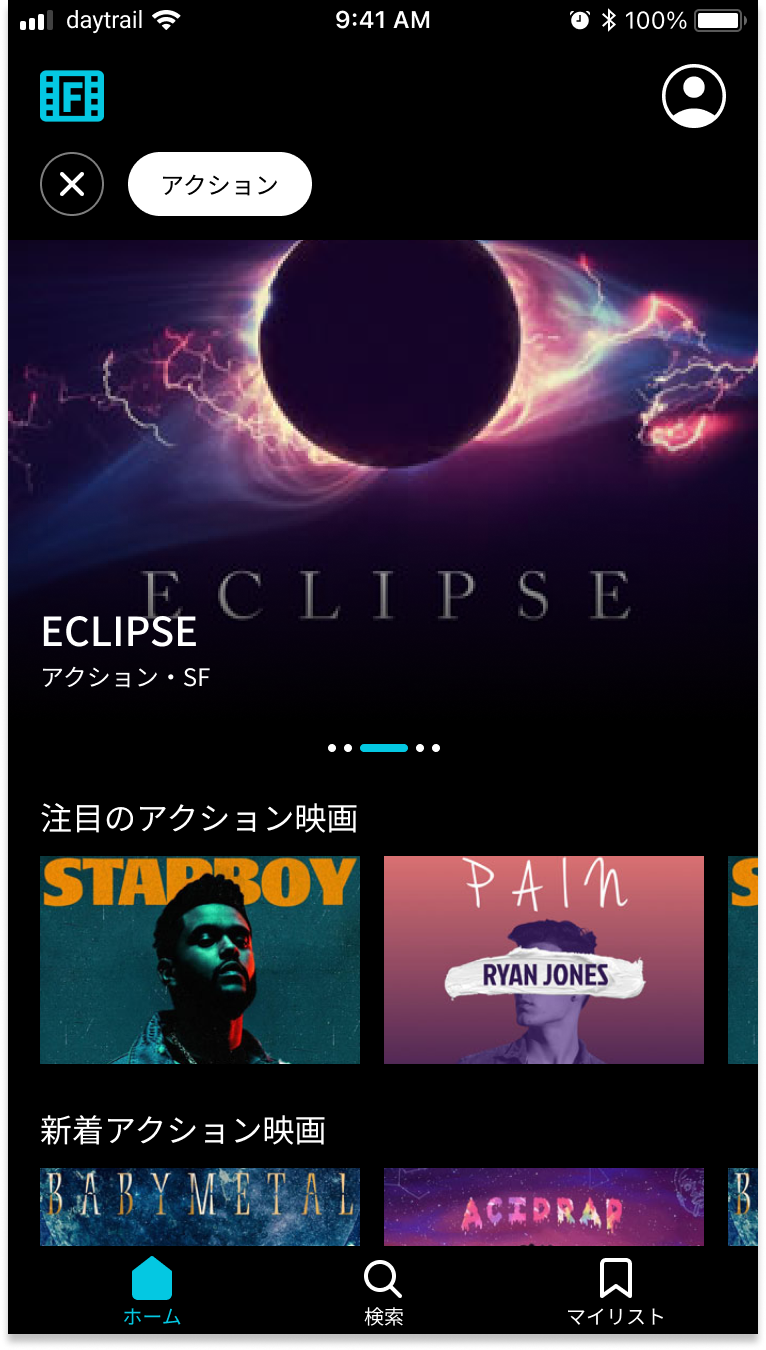 daytrail 9:41 AM 100%
F
アクション
ECLIPSE
ECLIPSE
アクション・SF
注目のアクション映画
STARBOY PAIN S
RYAN JONES
新着アクション映画
BABYMETAL ACIDRAP B
ホーム 検索 マイリスト